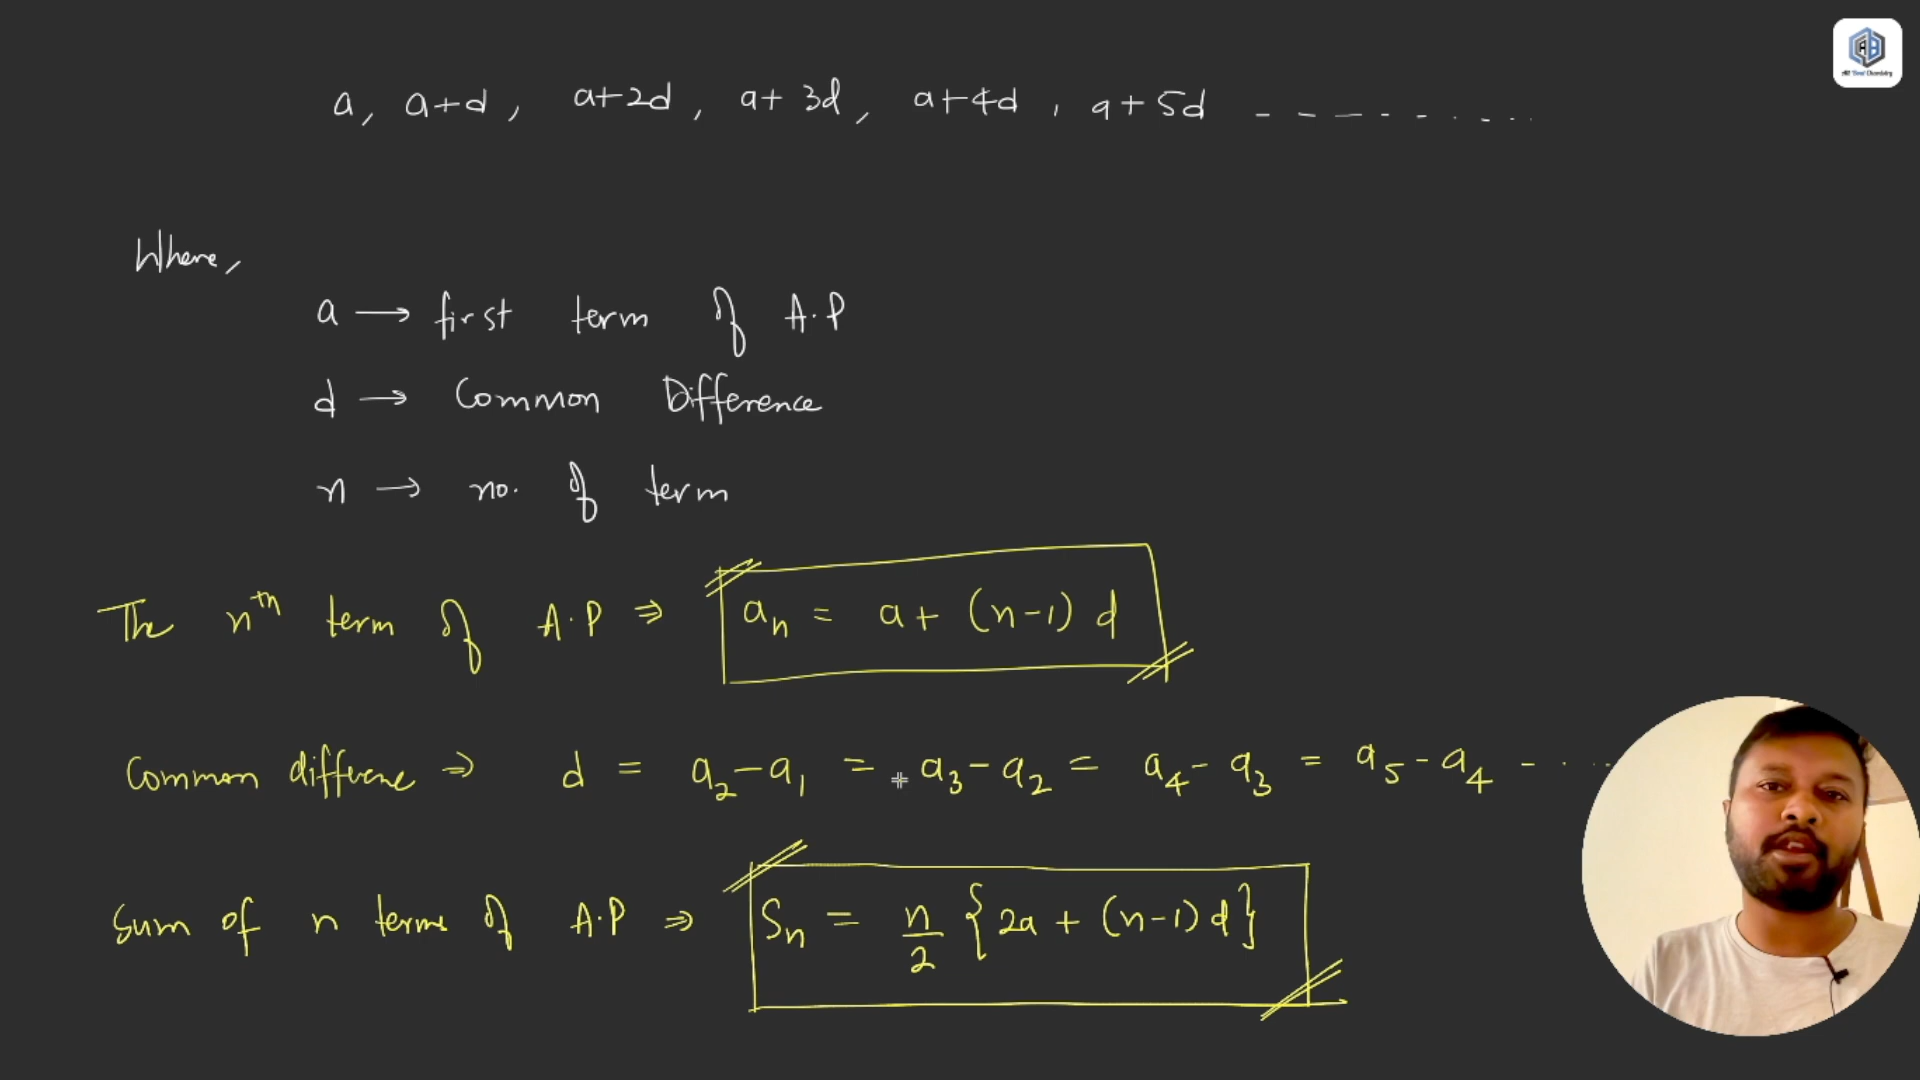 a, a+d, a+2d, a+3d, a+4d, a+5d -----.....
Where,
a → first term of A.P
d → Common Difference
n → no. of term
The nth term of A.P ⇒ an = a+ (n-1) d
Common differene ⇒ d = a2-a1 = a3-a2 = a4-a3 = a5-a4 - ....
Sum of n terms of A.P ⇒ Sn = n/2 {2a + (n-1) d}